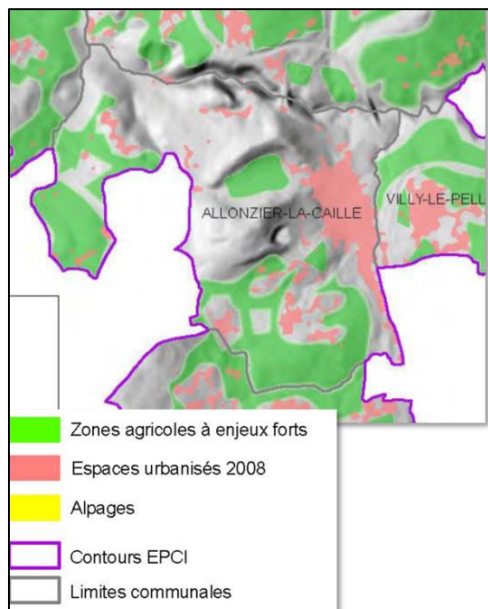 ALLONZIER-LA-CAILLE
VILLY-LE-PELL
Zones agricoles à enjeux forts
Espaces urbanisés 2008
Alpages
Contours EPCI
Limites communales